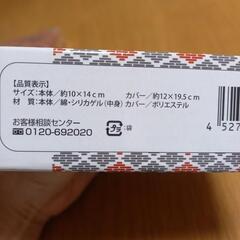 【品質表示】
サイズ：本体／約10×14cm　カバー／約12×19.5cm
材　質：本体／綿・シリカゲル（中身）カバー／ポリエステル
お客様相談センター
0120-692020
プラ：袋
4 527